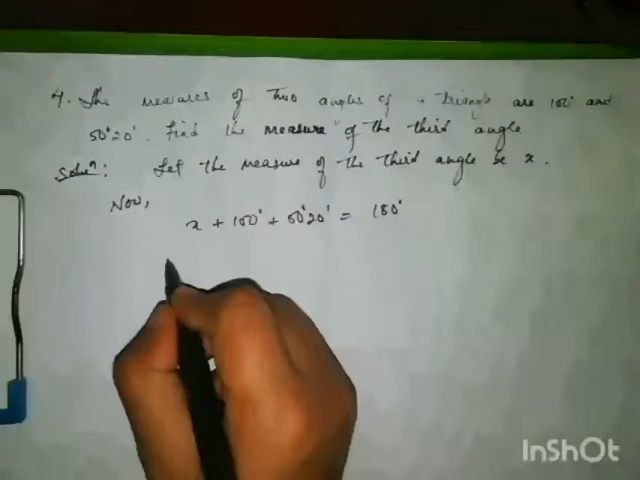 4. The measures of two angles of a triangle are 100° and
50°20'. Find the measure of the third angle
Soluⁿ: Let the measure of the third angle be x.
Now,
x + 100° + 50°20' = 180°
InShOt